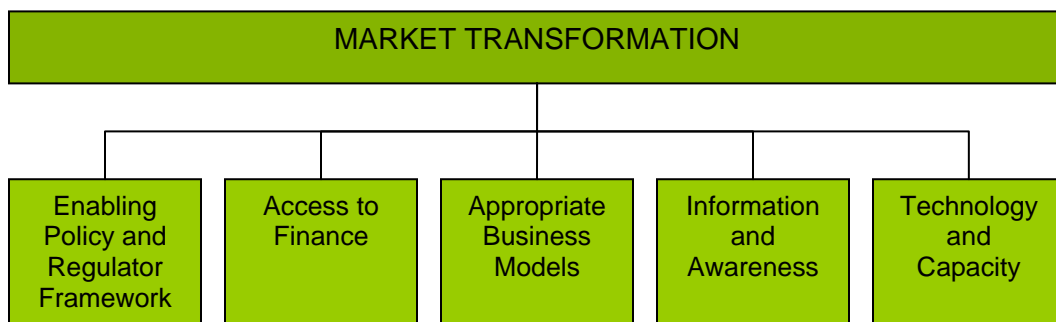 MARKET TRANSFORMATION
Enabling
Policy and
Regulator
Framework
Access to
Finance
Appropriate
Business
Models
Information
and
Awareness
Technology
and
Capacity